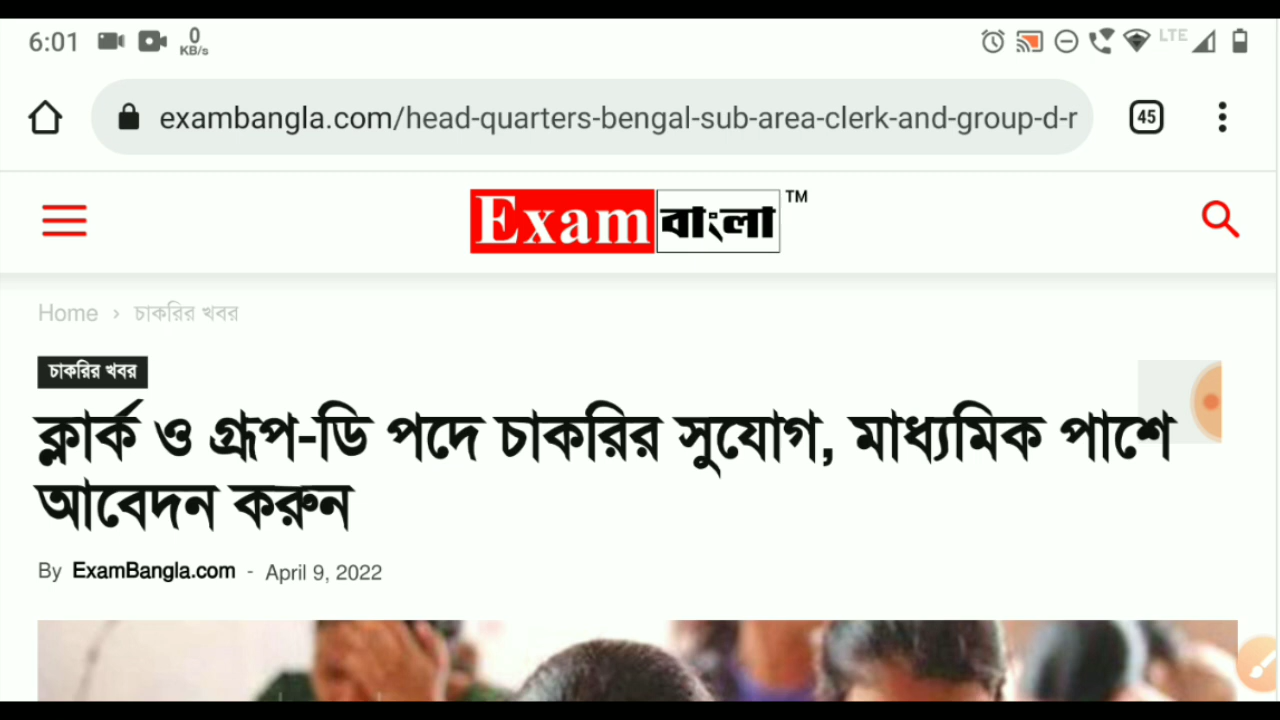 6:01 0 KB/s LTE
exambangla.com/head-quarters-bengal-sub-area-clerk-and-group-d-r 45
Examবাংলা TM
Home › চাকরির খবর
চাকরির খবর
ক্লার্ক ও গ্রূপ-ডি পদে চাকরির সুযোগ, মাধ্যমিক পাশে
আবেদন করুন
By ExamBangla.com - April 9, 2022